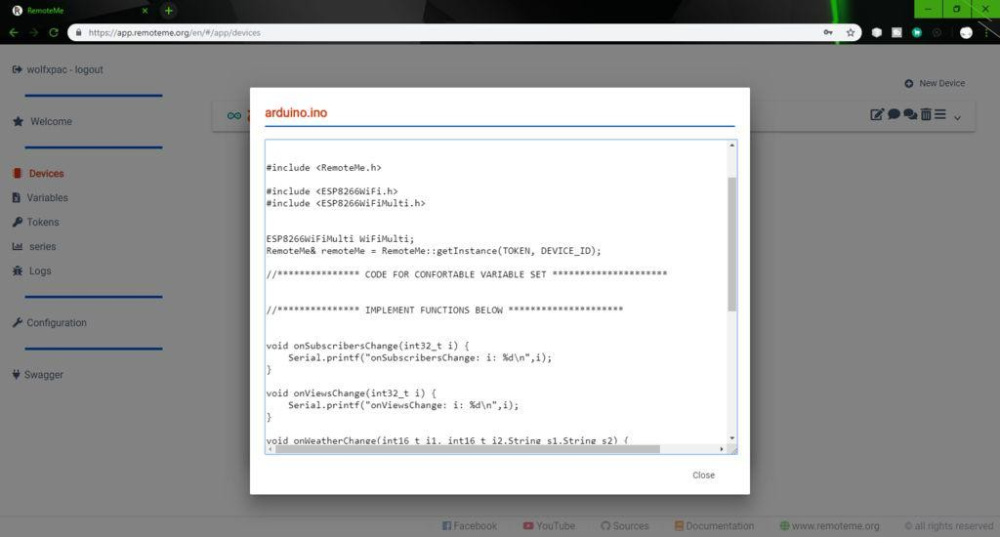 RemoteMe
https://app.remoteme.org/en/#/app/devices
wolfxpac - logout
New Device
Welcome
Devices
Variables
Tokens
series
Logs
Configuration
Swagger
arduino.ino
#include <RemoteMe.h>
#include <ESP8266WiFi.h>
#include <ESP8266WiFiMulti.h>
ESP8266WiFiMulti WiFiMulti;
RemoteMe& remoteMe = RemoteMe::getInstance(TOKEN, DEVICE_ID);
//*************** CODE FOR CONFORTABLE VARIABLE SET *********************
//*************** IMPLEMENT FUNCTIONS BELOW *********************
void onSubscribersChange(int32_t i) {
Serial.printf("onSubscribersChange: i: %d\n",i);
}
void onViewsChange(int32_t i) {
Serial.printf("onViewsChange: i: %d\n",i);
}
void onWeatherChange(int16_t i1, int16_t i2,String s1,String s2) {
Close
Facebook
YouTube
Sources
Documentation
www.remoteme.org
© all rights reserved